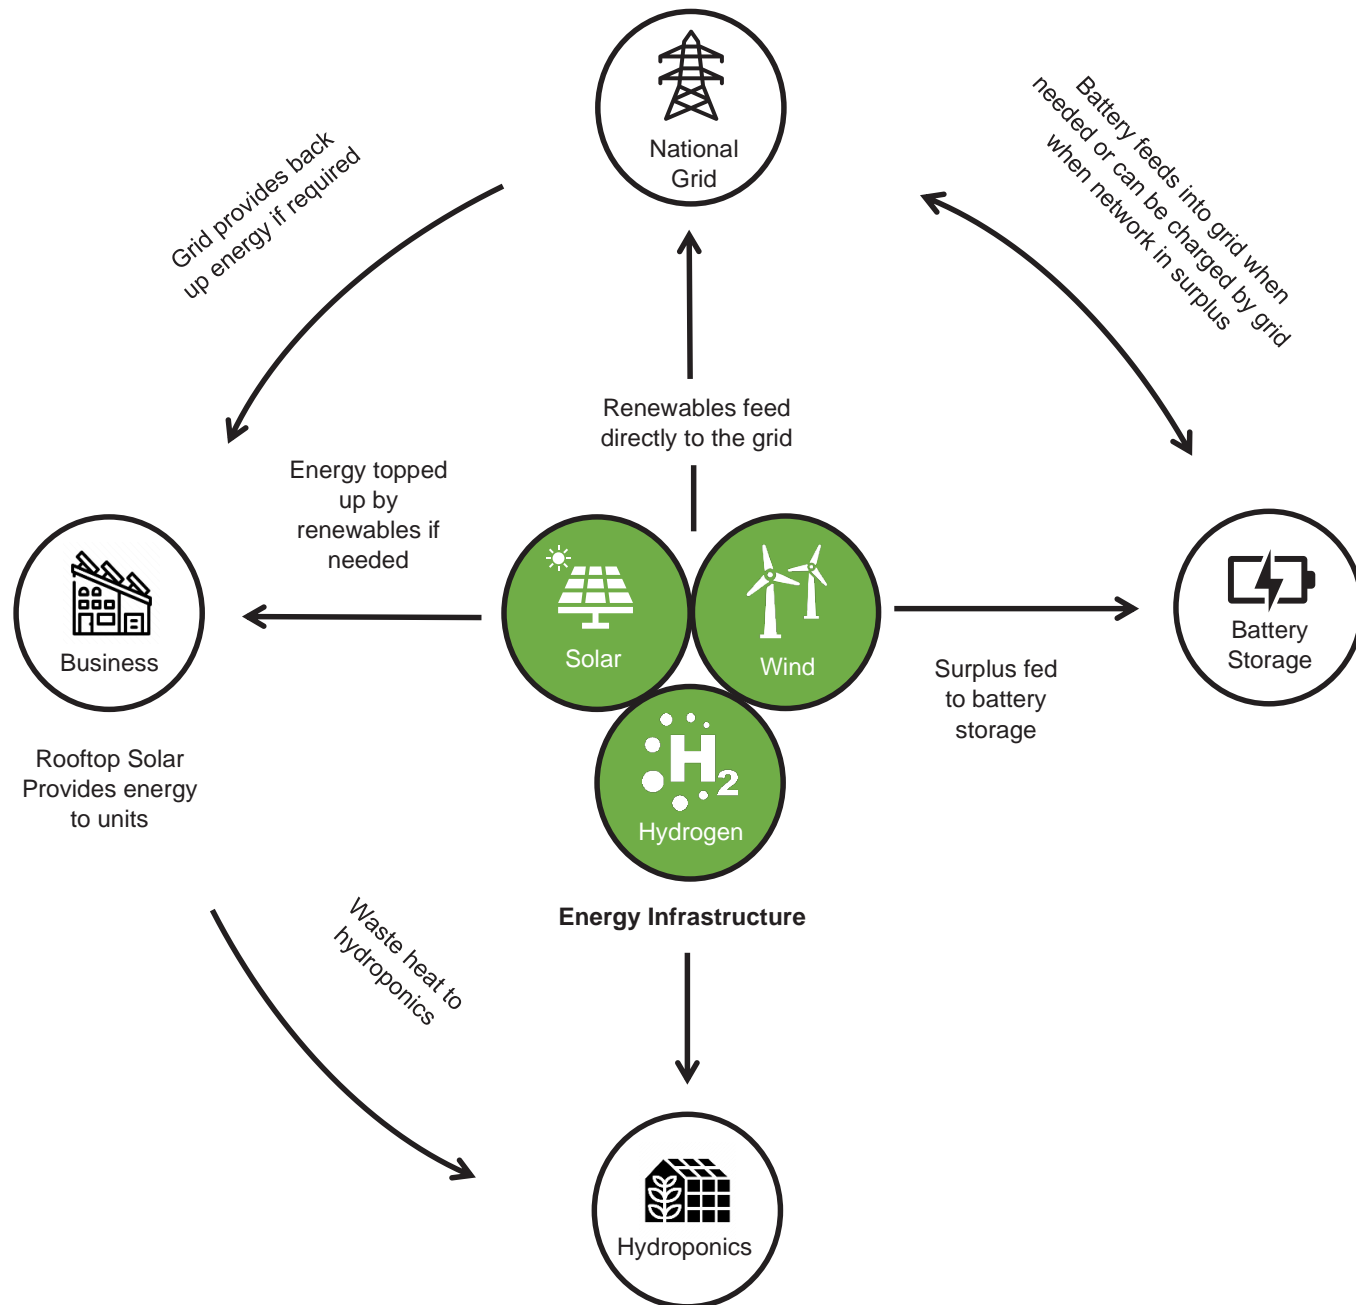 National
Grid
Grid provides back
up energy if required
Battery feeds into grid when
needed or can be charged by grid
when network in surplus
Renewables feed
directly to the grid
Energy topped
up by
renewables if
needed
Business
Solar
Wind
Battery
Storage
Surplus fed
to battery
storage
Rooftop Solar
Provides energy
to units
H2
Hydrogen
Energy Infrastructure
Waste heat to
hydroponics
Hydroponics